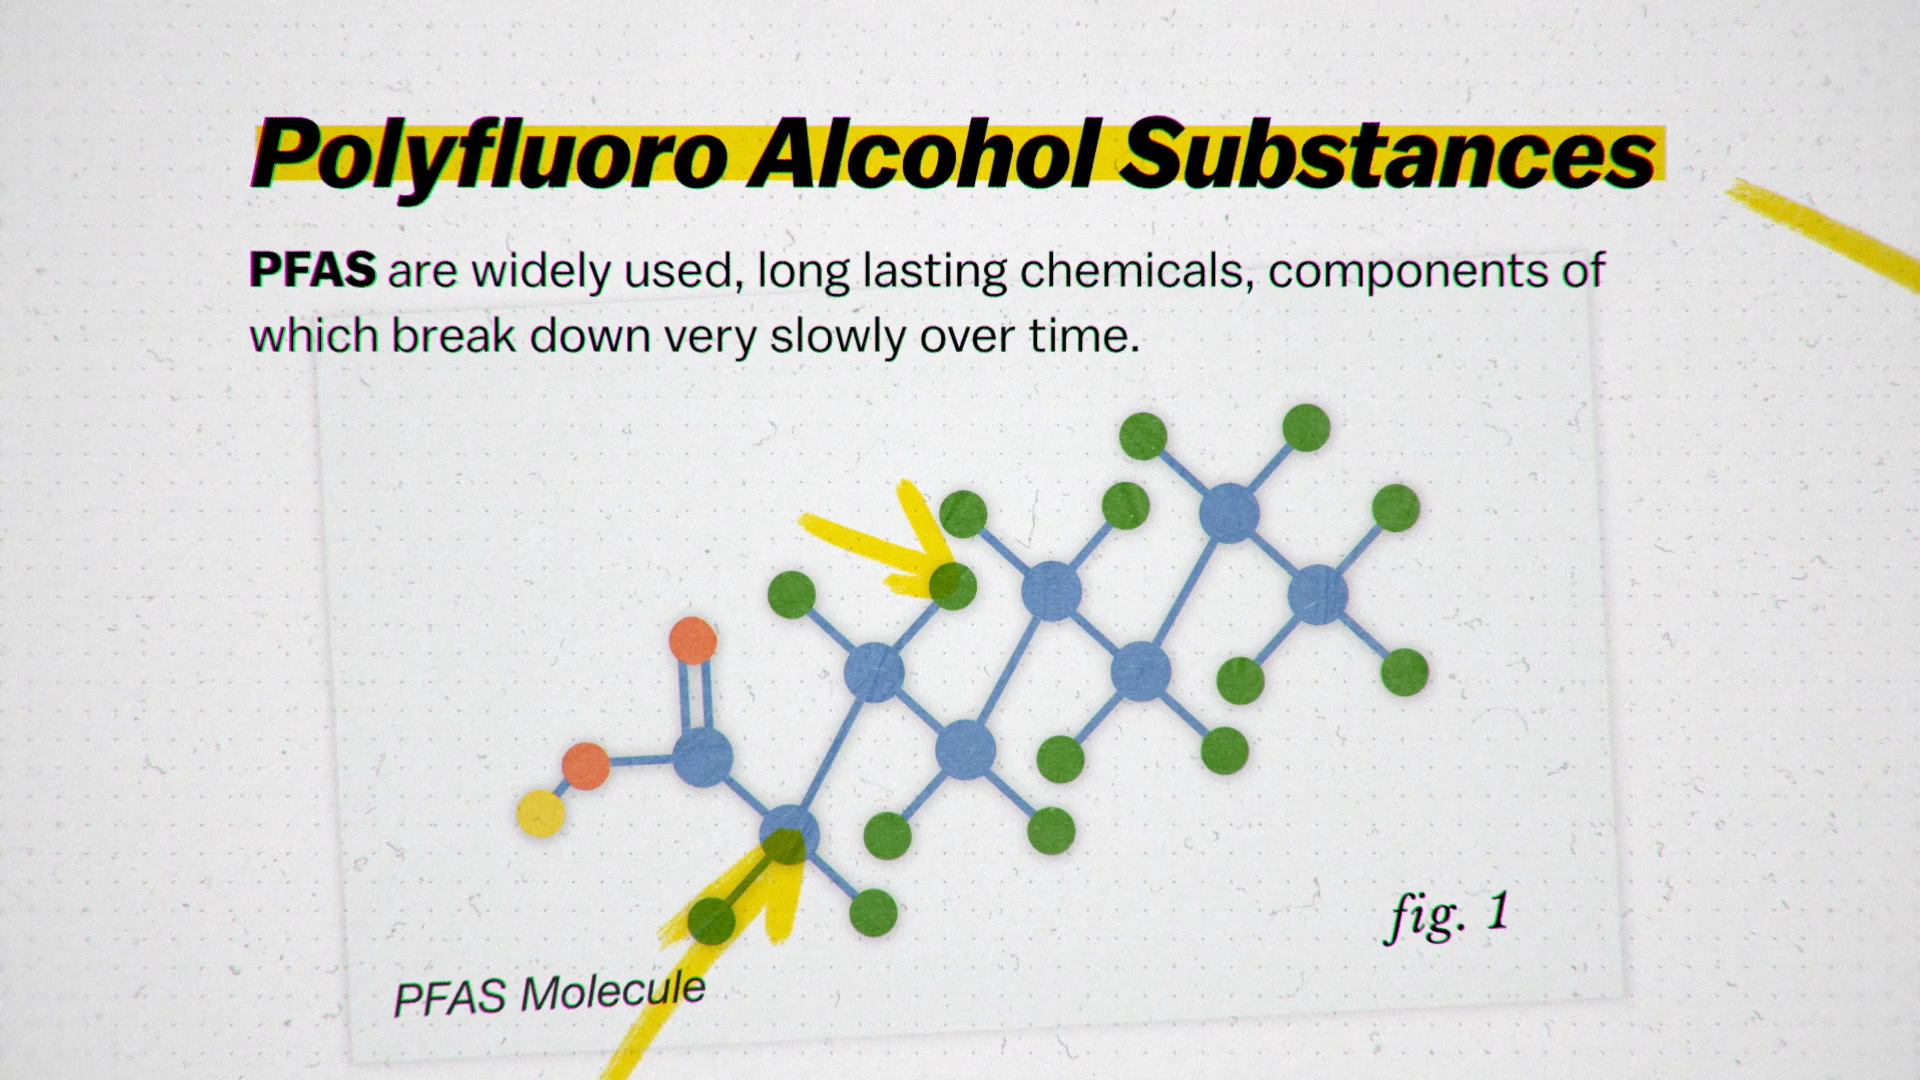 Polyfluoro Alcohol Substances
PFAS are widely used, long lasting chemicals, components of
which break down very slowly over time.
fig. 1
PFAS Molecule